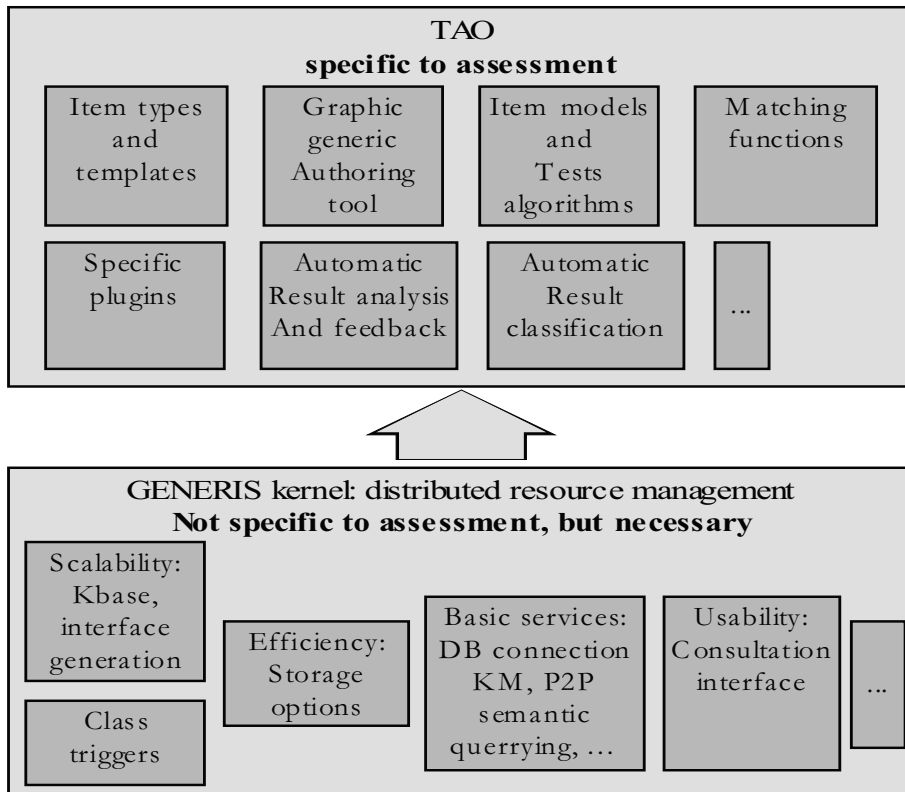 TAO
specific to assessment
Item types
and
templates
Graphic
generic
Authoring
tool
Item models
and
Tests
algorithms
Matching
functions
Specific
plugins
Automatic
Result analysis
And feedback
Automatic
Result
classification
...
GENERIS kernel: distributed resource management
Not specific to assessment, but necessary
Scalability:
Kbase,
interface
generation
Class
triggers
Efficiency:
Storage
options
Basic services:
DB connection
KM, P2P
semantic
querrying, ...
Usability:
Consultation
interface
...